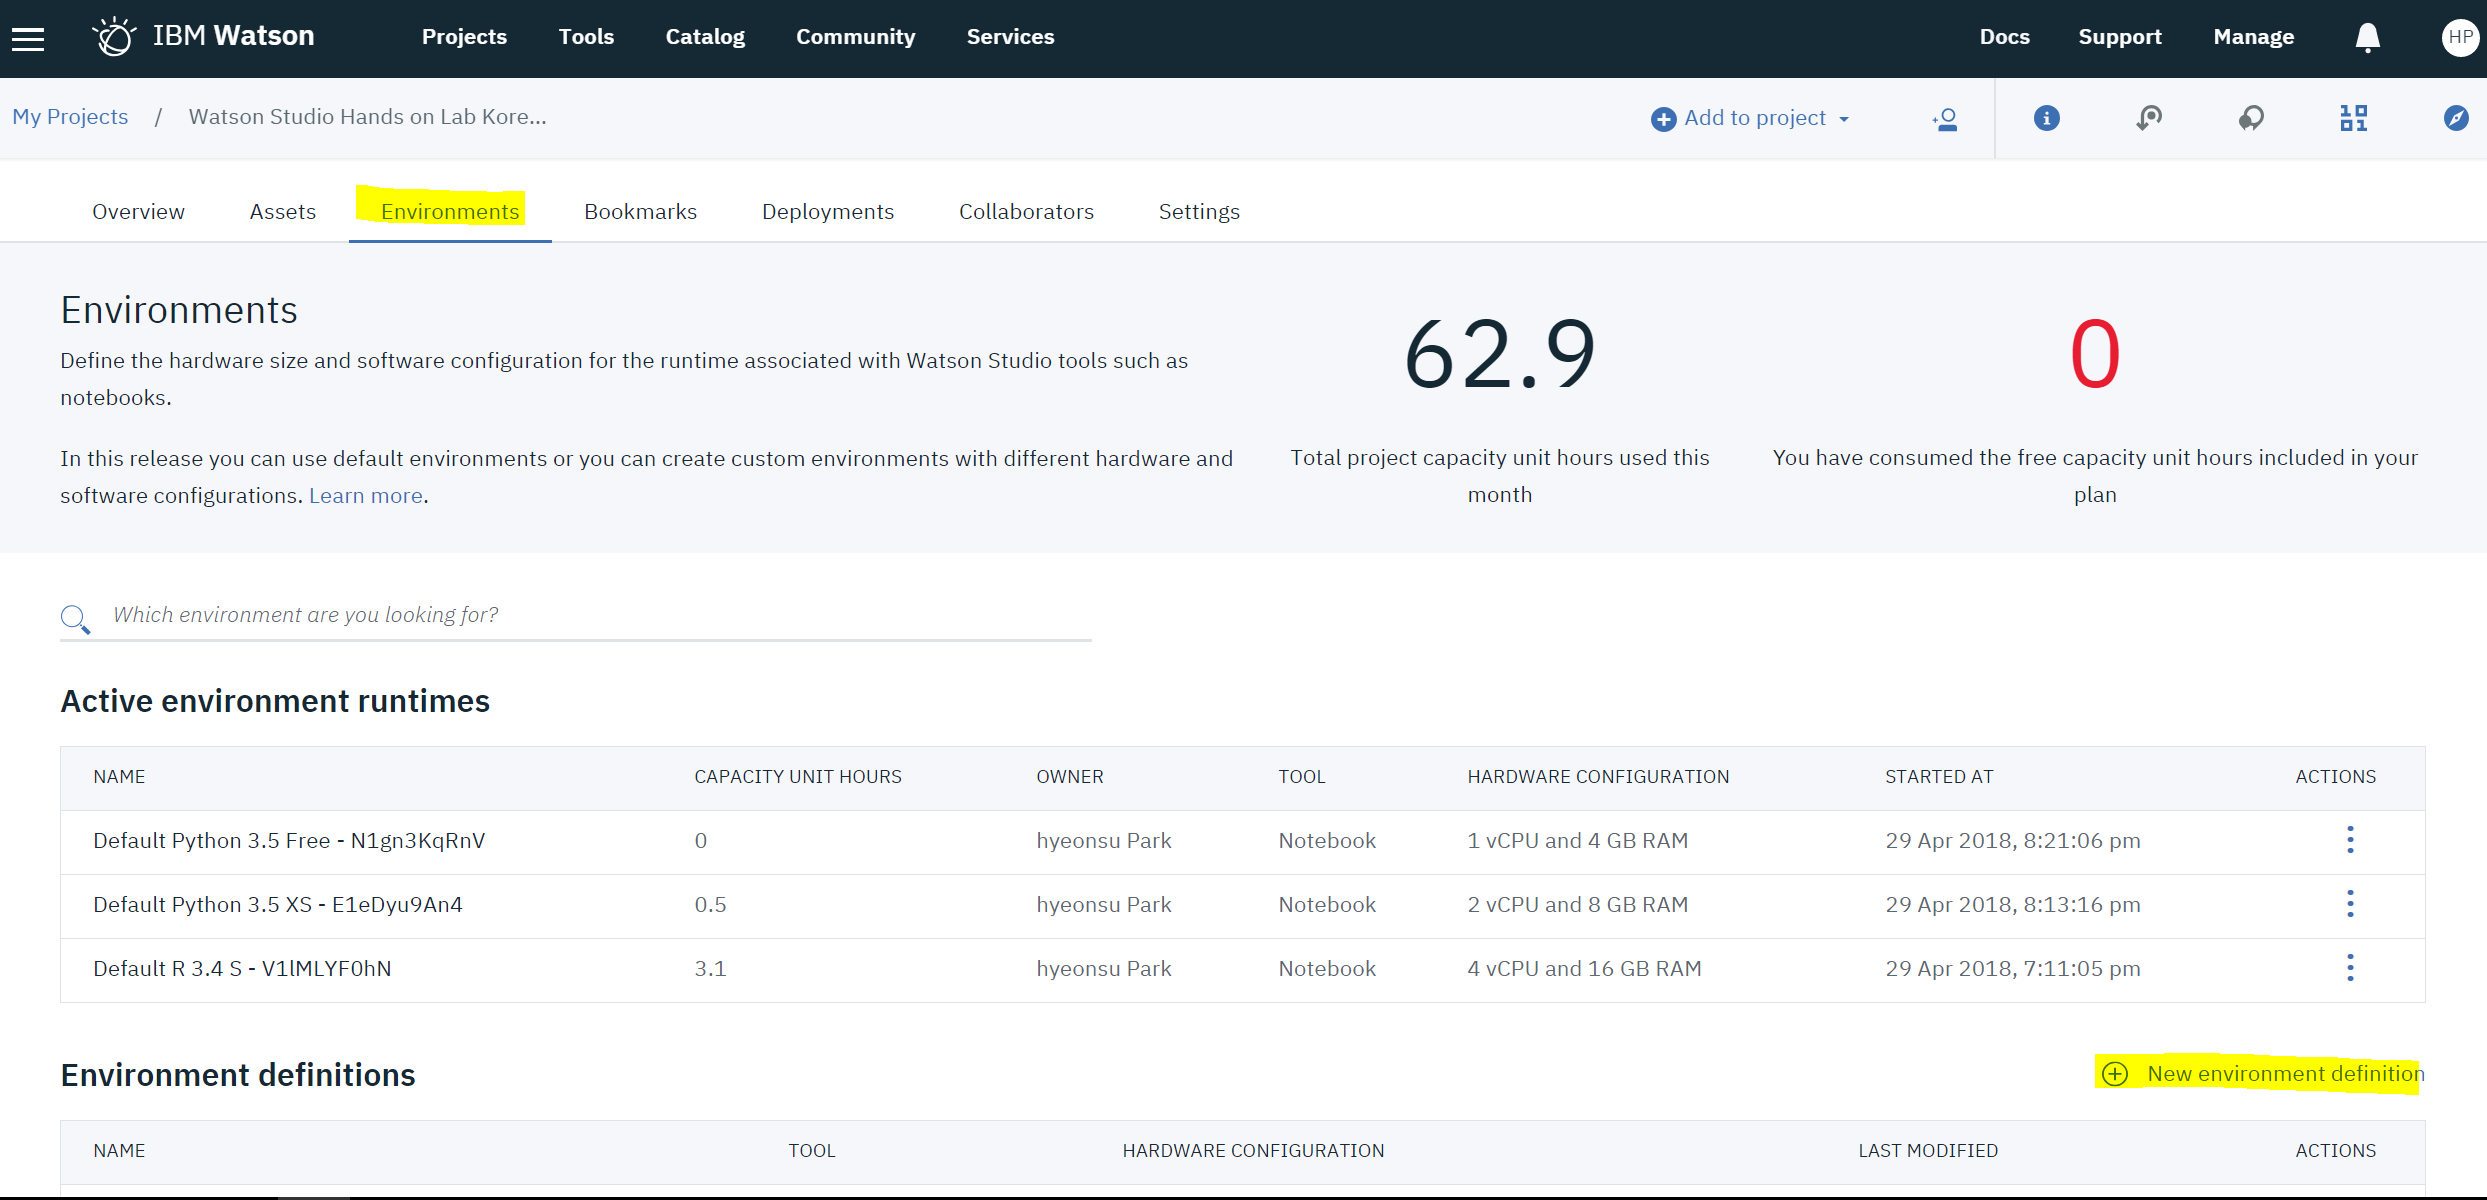 IBM Watson
Projects
Tools
Catalog
Community
Services
Docs
Support
Manage
HP
My Projects / Watson Studio Hands on Lab Kore...
Add to project
Overview
Assets
Environments
Bookmarks
Deployments
Collaborators
Settings
Environments
Define the hardware size and software configuration for the runtime associated with Watson Studio tools such as
notebooks.
In this release you can use default environments or you can create custom environments with different hardware and
software configurations. Learn more.
62.9
Total project capacity unit hours used this
month
0
You have consumed the free capacity unit hours included in your
plan
Which environment are you looking for?
Active environment runtimes
NAME CAPACITY UNIT HOURS OWNER TOOL HARDWARE CONFIGURATION STARTED AT ACTIONS
Default Python 3.5 Free - N1gn3KqRnV 0 hyeonsu Park Notebook 1 vCPU and 4 GB RAM 29 Apr 2018, 8:21:06 pm
Default Python 3.5 XS - E1eDyu9An4 0.5 hyeonsu Park Notebook 2 vCPU and 8 GB RAM 29 Apr 2018, 8:13:16 pm
Default R 3.4 S - V1lMLYF0hN 3.1 hyeonsu Park Notebook 4 vCPU and 16 GB RAM 29 Apr 2018, 7:11:05 pm
Environment definitions
New environment definition
NAME TOOL HARDWARE CONFIGURATION LAST MODIFIED ACTIONS